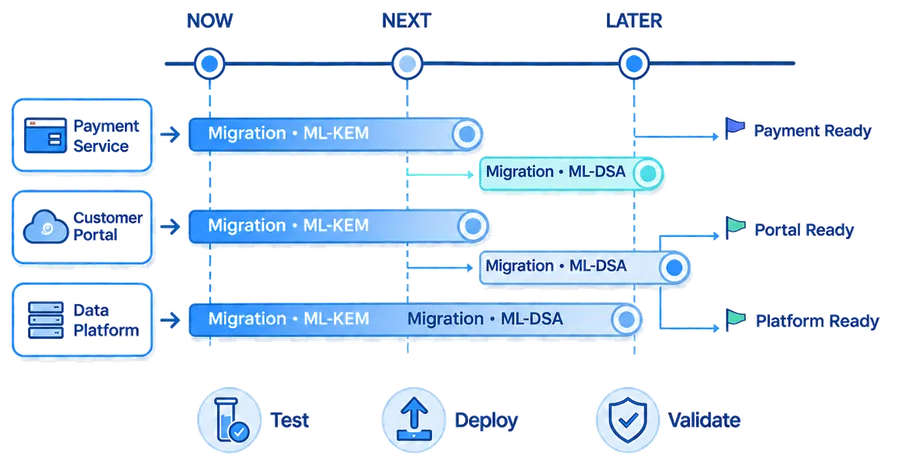 NOW NEXT LATER
Payment
Service
Migration • ML-KEM
Payment Ready
Migration • ML-DSA
Customer
Portal
Migration • ML-KEM
Portal Ready
Migration • ML-DSA
Data
Platform
Migration • ML-KEM Migration • ML-DSA
Platform Ready
Test Deploy Validate